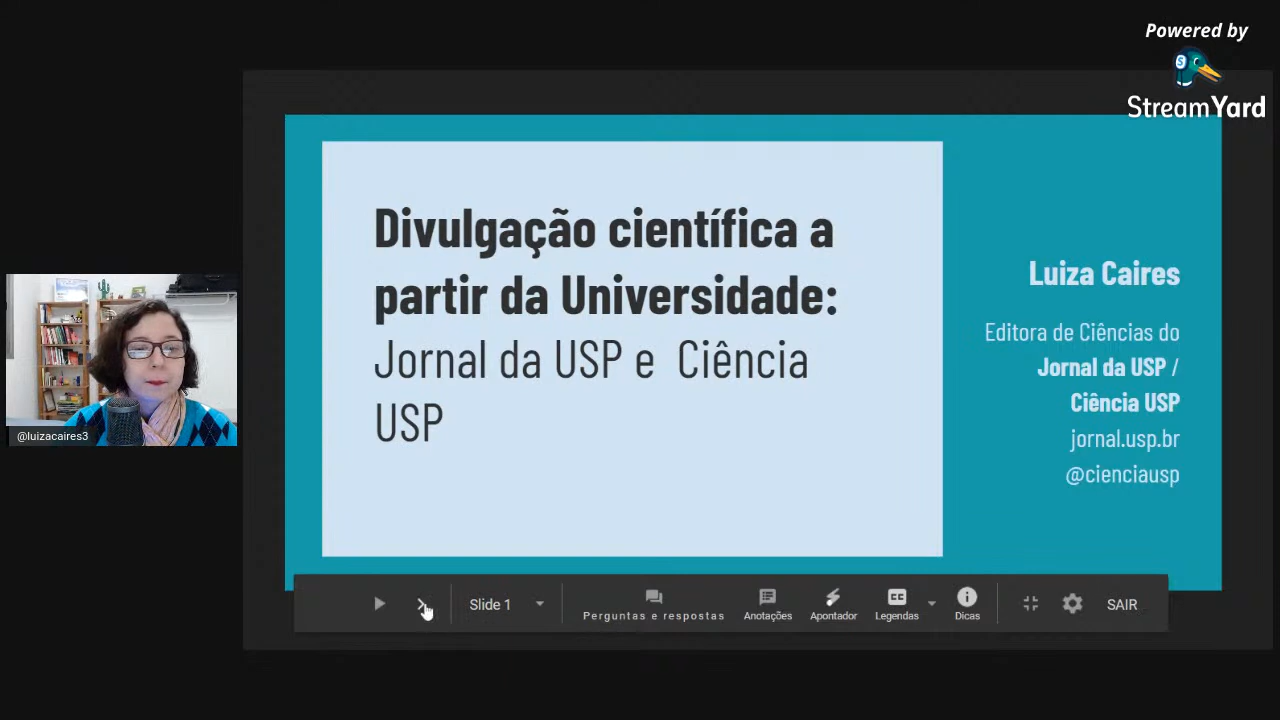 Powered by
StreamYard
Divulgação científica a
partir da Universidade:
Jornal da USP e Ciência
USP
Luiza Caires
Editora de Ciências do
Jornal da USP /
Ciência USP
jornal.usp.br
@cienciausp
@luizacaires3
Slide 1
Perguntas e respostas
Anotações
Apontador
CC
Legendas
Dicas
SAIR